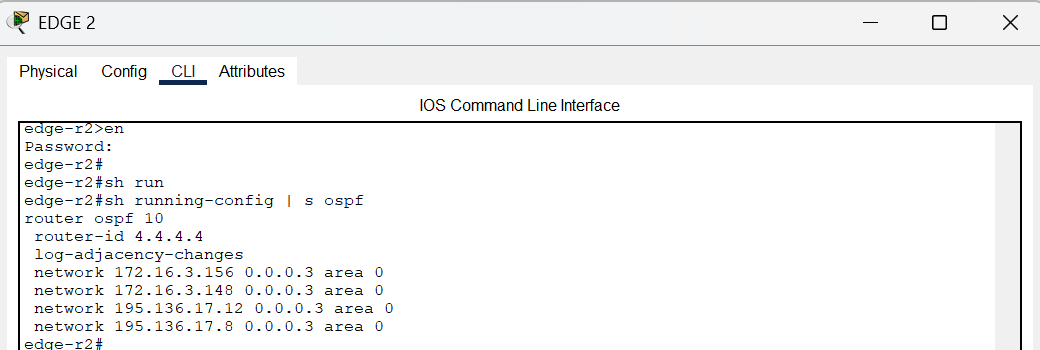 EDGE 2
Physical Config CLI Attributes
IOS Command Line Interface
edge-r2>en
Password:
edge-r2#
edge-r2#sh run
edge-r2#sh running-config | s ospf
router ospf 10
router-id 4.4.4.4
log-adjacency-changes
network 172.16.3.156 0.0.0.3 area 0
network 172.16.3.148 0.0.0.3 area 0
network 195.136.17.12 0.0.0.3 area 0
network 195.136.17.8 0.0.0.3 area 0
edge-r2#